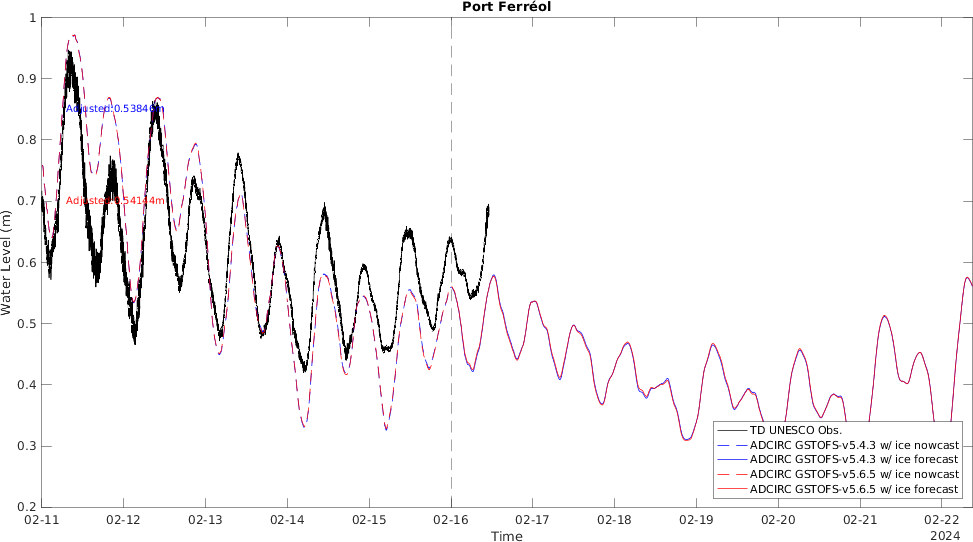 Port Ferréol
Water Level (m)
1
0.9
0.8
0.7
0.6
0.5
0.4
0.3
0.2
Adjusted:0.53846m
Adjusted:0.54144m
TD UNESCO Obs.
ADCIRC GSTOFS-v5.4.3 w/ ice nowcast
ADCIRC GSTOFS-v5.4.3 w/ ice forecast
ADCIRC GSTOFS-v5.6.5 w/ ice nowcast
ADCIRC GSTOFS-v5.6.5 w/ ice forecast
02-11 02-12 02-13 02-14 02-15 02-16 02-17 02-18 02-19 02-20 02-21 02-22
2024
Time